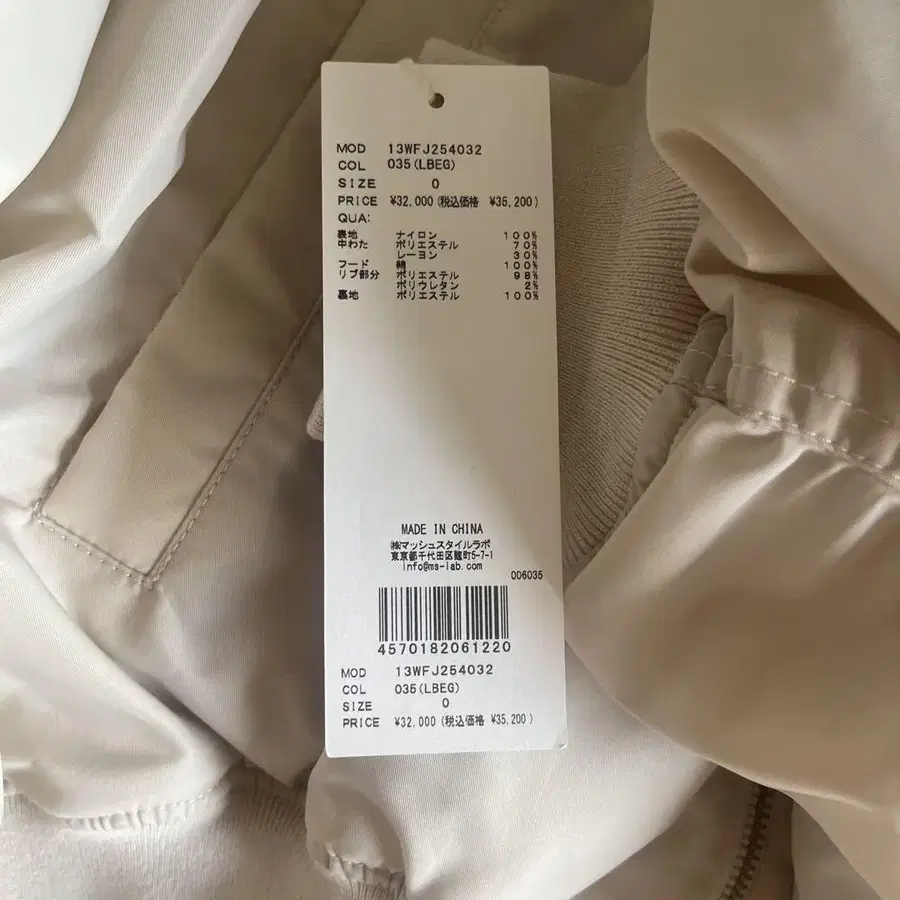 MOD 13WFJ254032
COL 035(LBEG)
SIZE 0
PRICE ¥32,000(税込価格 ¥35,200)
QUA:
表地 ナイロン 100%
中わた ポリエステル 70%
レーヨン 30%
フード 綿 100%
リブ部分 ポリエステル 98%
ポリウレタン 2%
裏地 ポリエステル 100%
MADE IN CHINA
㈱マッシュスタイルラボ
東京都千代田区麹町5-7-1
info@ms-lab.com
006035
4570182061220
MOD 13WFJ254032
COL 035(LBEG)
SIZE 0
PRICE ¥32,000(税込価格 ¥35,200)